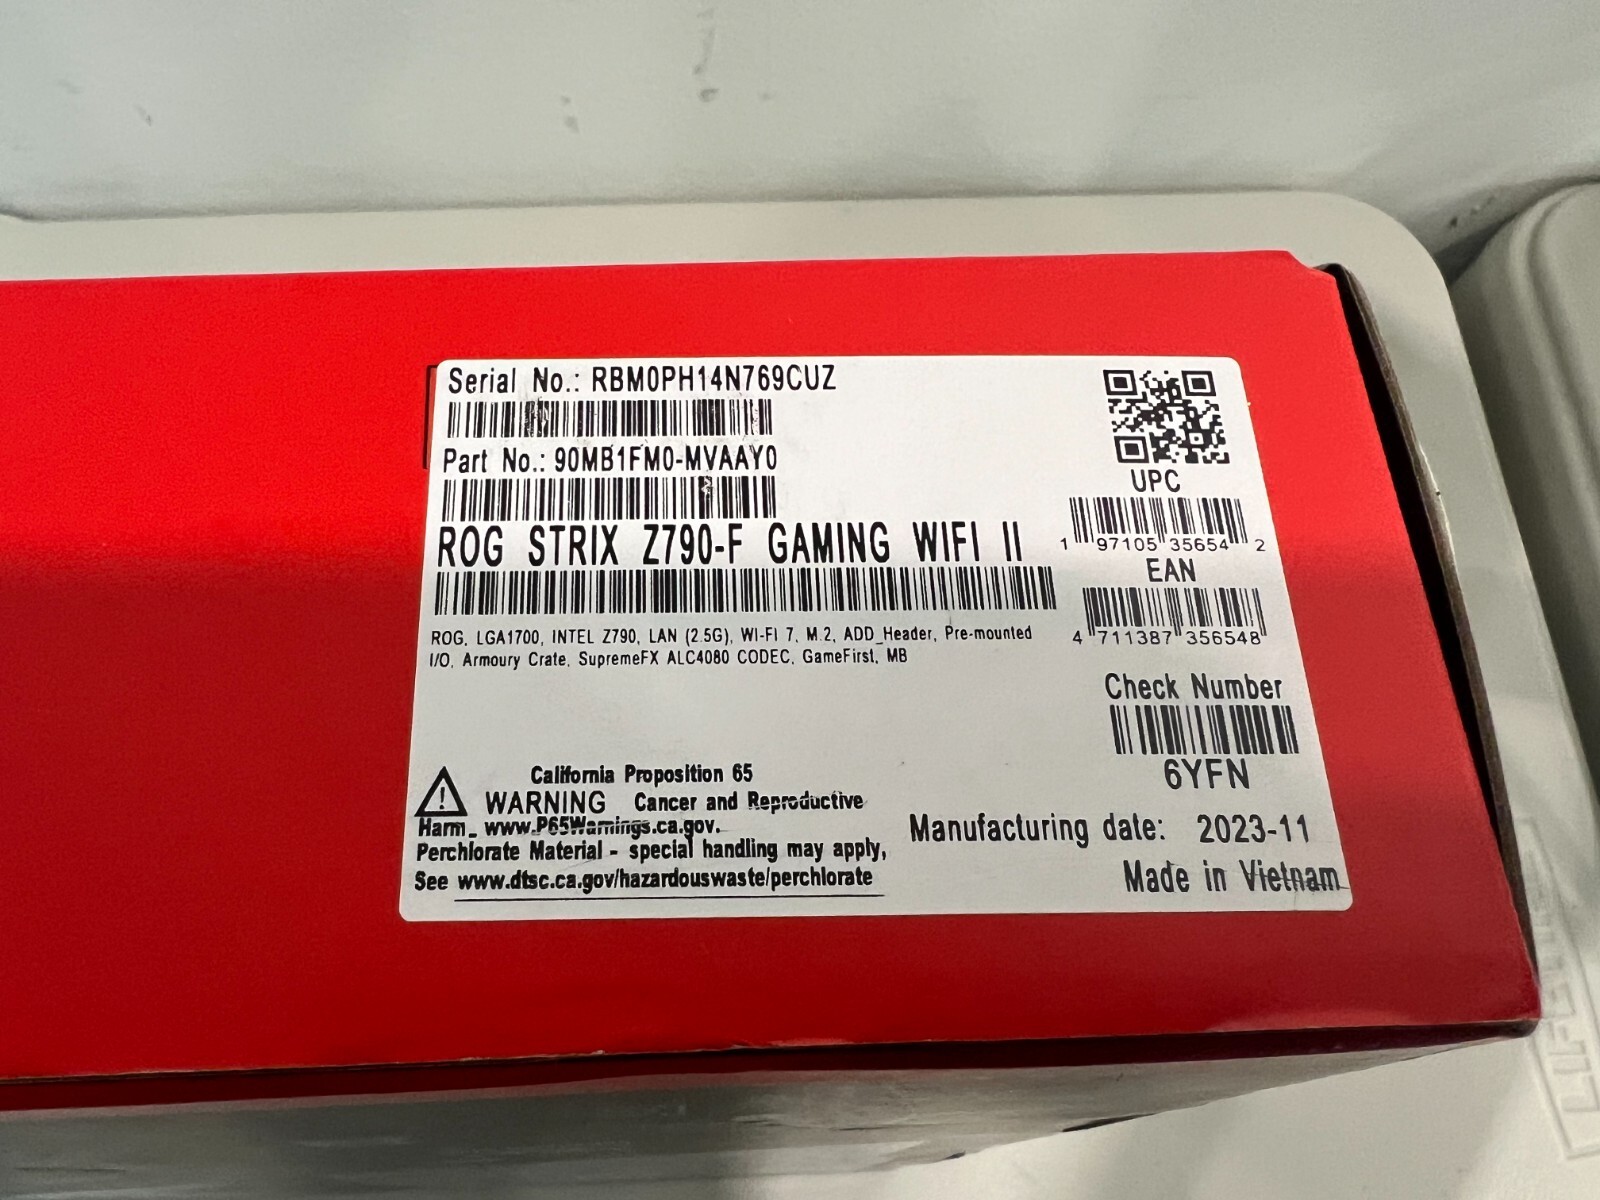 Serial No.: RBM0PH14N769CUZ
Part No.: 90MB1FM0-MVAAY0
ROG STRIX Z790-F GAMING WIFI II
ROG, LGA1700, INTEL Z790, LAN (2.5G), WI-FI 7, M.2, ADD_Header, Pre-mounted
I/O, Armoury Crate, SupremeFX ALC4080 CODEC, GameFirst, MB
UPC
1 97105 35654 2
EAN
4 711387 356548
Check Number
6YFN
California Proposition 65
WARNING Cancer and Reproductive
Harm_ www.P65Warnings.ca.gov.
Perchlorate Material - special handling may apply,
See www.dtsc.ca.gov/hazardouswaste/perchlorate
Manufacturing date: 2023-11
Made in Vietnam